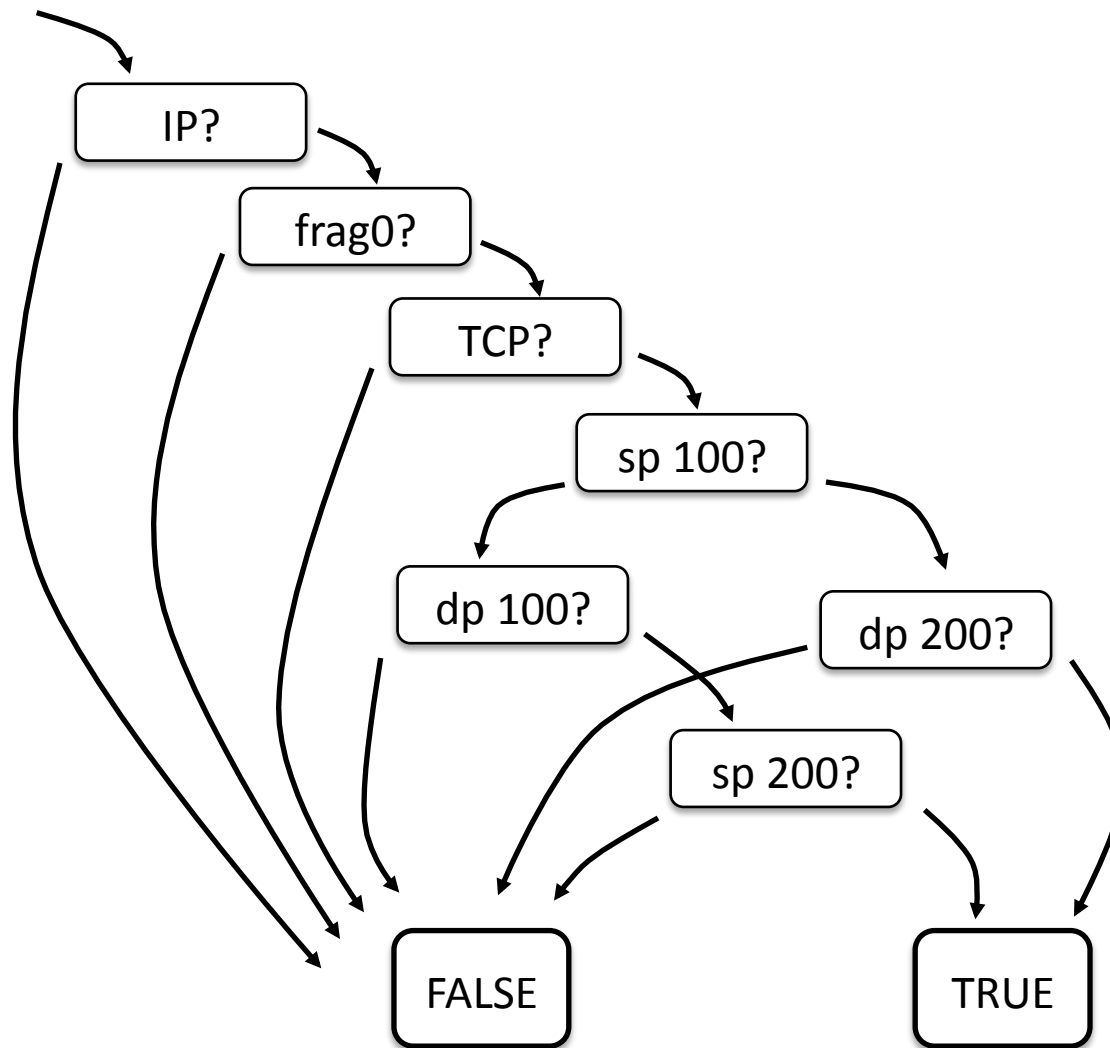 IP?
frag0?
TCP?
sp 100?
dp 100?
dp 200?
sp 200?
FALSE
TRUE